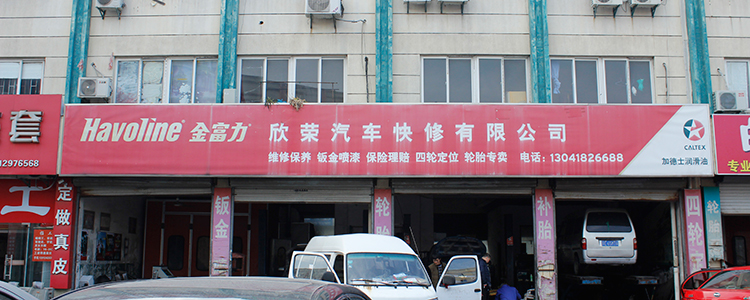 套
2976568
工
定做真皮
Havoline® 金富力 欣荣汽车快修有限公司
维修保养 钣金喷漆 保险理赔 四轮定位 轮胎专卖 电话：13041826688
CALTEX
加德士润滑油
钣金
轮胎
补胎
四轮
轮胎
专业